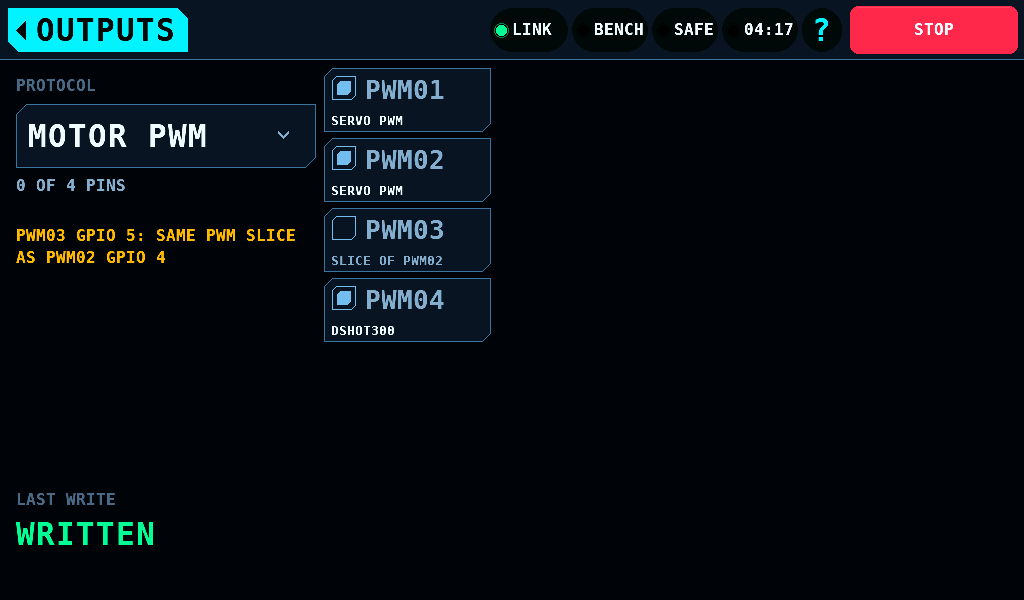 OUTPUTS
LINK
BENCH
SAFE
04:17
?
STOP
PROTOCOL
MOTOR PWM
0 OF 4 PINS
PWM03 GPIO 5: SAME PWM SLICE
AS PWM02 GPIO 4
PWM01
SERVO PWM
PWM02
SERVO PWM
PWM03
SLICE OF PWM02
PWM04
DSHOT300
LAST WRITE
WRITTEN